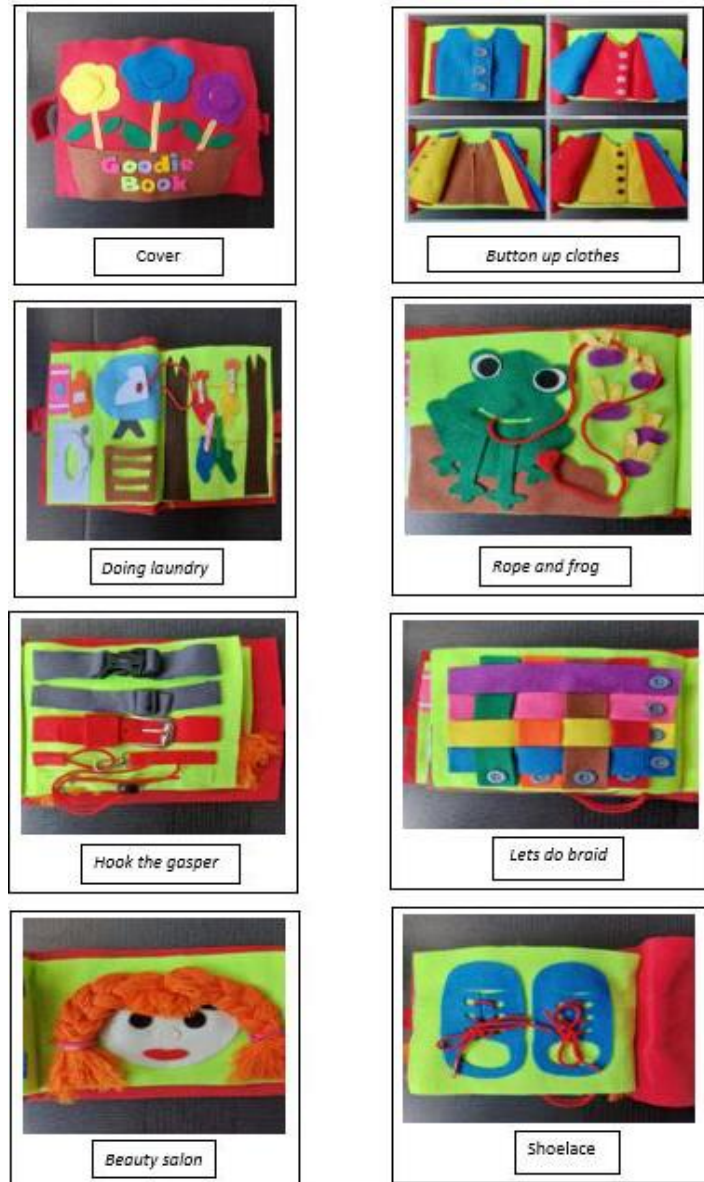 Goodie
Book
Cover
Button up clothes
Doing laundry
Rope and frog
Hook the gasper
Lets do braid
Beauty salon
Shoelace